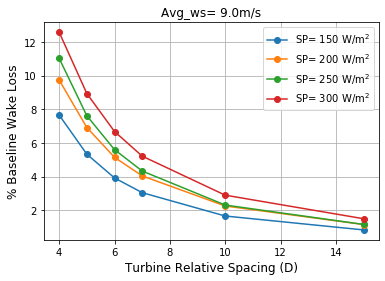 Avg_ws= 9.0m/s
% Baseline Wake Loss
12
10
8
6
4
2
SP= 150 W/m²
SP= 200 W/m²
SP= 250 W/m²
SP= 300 W/m²
4 6 8 10 12 14
Turbine Relative Spacing (D)